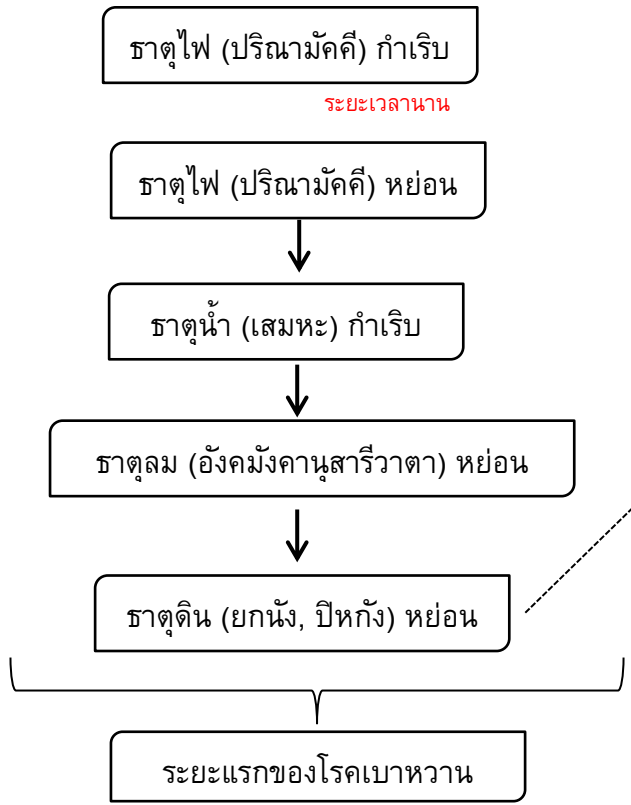 ธาตุไฟ (ปริณามัคคี) กำเริบ
ระยะเวลานาน
ธาตุไฟ (ปริณามัคคี) หย่อน
ธาตุน้ำ (เสมหะ) กำเริบ
ธาตุลม (อังคมังคานุสารีวาตา) หย่อน
ธาตุดิน (ยกนัง, ปิหกัง) หย่อน
ระยะแรกของโรคเบาหวาน